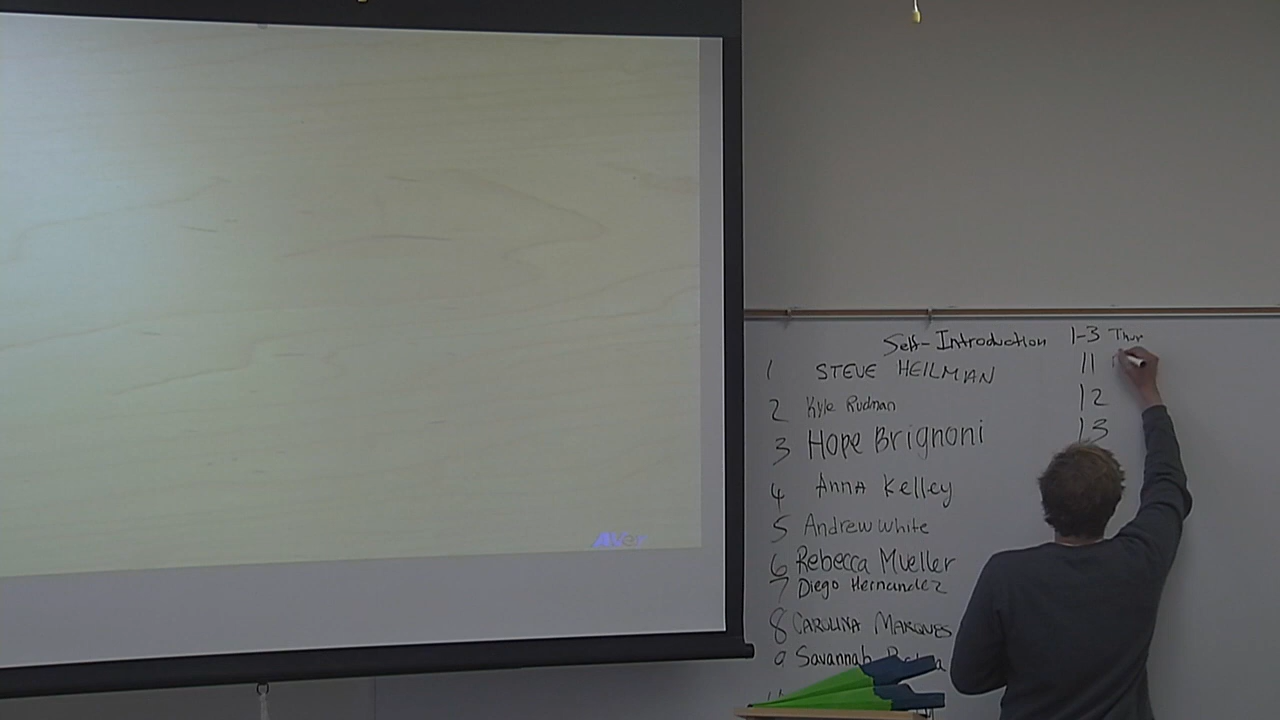 AVer
Self-Introduction 1-3 Thur
1 STEVE HEILMAN 11
2 Kyle Rudman 12
3 Hope Brignoni 13
4 Anna Kelley
5 Andrew White
6 Rebecca Mueller
7 Diego Hernandez
8 CAROLINA MARQUES
9 Savannah